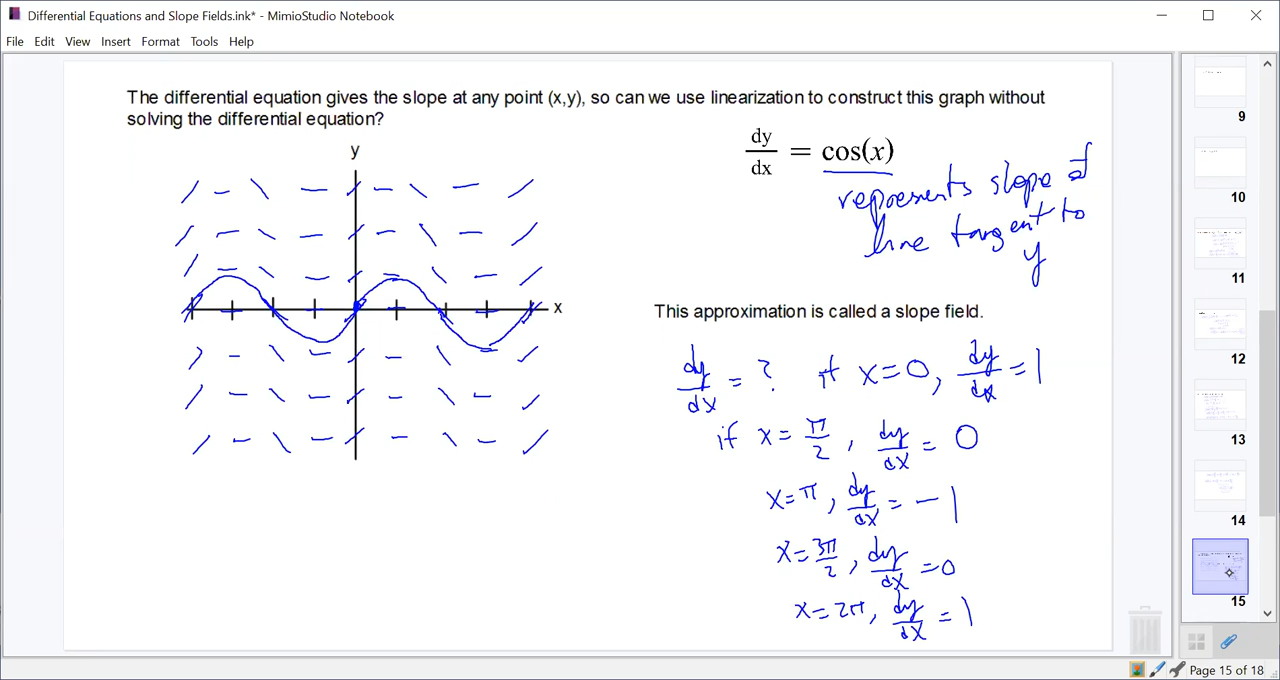 Differential Equations and Slope Fields.ink* - MimioStudio Notebook
File Edit View Insert Format Tools Help
The differential equation gives the slope at any point (x,y), so can we use linearization to construct this graph without
solving the differential equation?
dy/dx = cos(x)
represents slope of
line tangent to
y
y
x
This approximation is called a slope field.
dy/dx = ? if x=0, dy/dx = 1
if x = π/2, dy/dx = 0
x=π, dy/dx = -1
x=3π/2, dy/dx = 0
x=2π, dy/dx = 1
9
10
11
12
13
14
15
Page 15 of 18